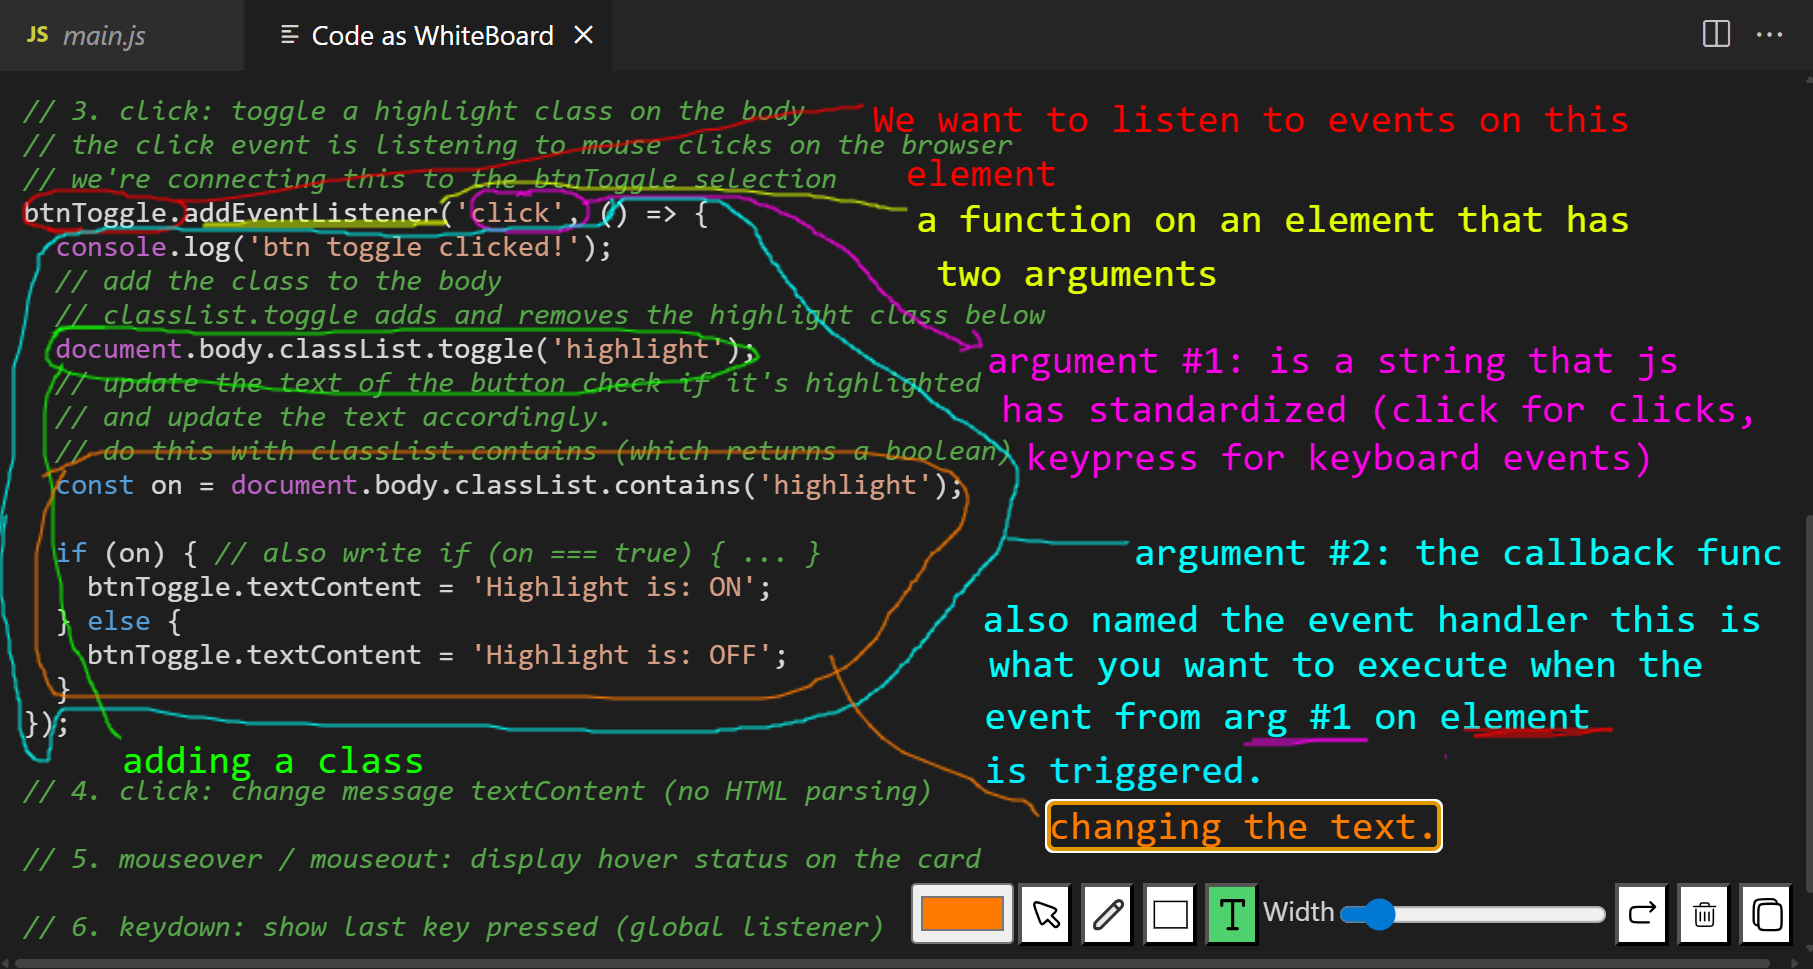 JS main.js
Code as WhiteBoard
// 3. click: toggle a highlight class on the body
We want to listen to events on this
// the click event is listening to mouse clicks on the browser
element
// we're connecting this to the btnToggle selection
btnToggle.addEventListener('click', () => {
a function on an element that has
console.log('btn toggle clicked!');
two arguments
// add the class to the body
// classList.toggle adds and removes the highlight class below
document.body.classList.toggle('highlight');
argument #1: is a string that js
// update the text of the button check if it's highlighted
has standardized (click for clicks,
// and update the text accordingly.
// do this with classList.contains (which returns a boolean)
keypress for keyboard events)
const on = document.body.classList.contains('highlight');
if (on) { // also write if (on === true) { ... }
argument #2: the callback func
btnToggle.textContent = 'Highlight is: ON';
} else {
also named the event handler this is
btnToggle.textContent = 'Highlight is: OFF';
what you want to execute when the
}
event from arg #1 on element
});
adding a class
is triggered.
// 4. click: change message textContent (no HTML parsing)
changing the text.
// 5. mouseover / mouseout: display hover status on the card
T Width
// 6. keydown: show last key pressed (global listener)